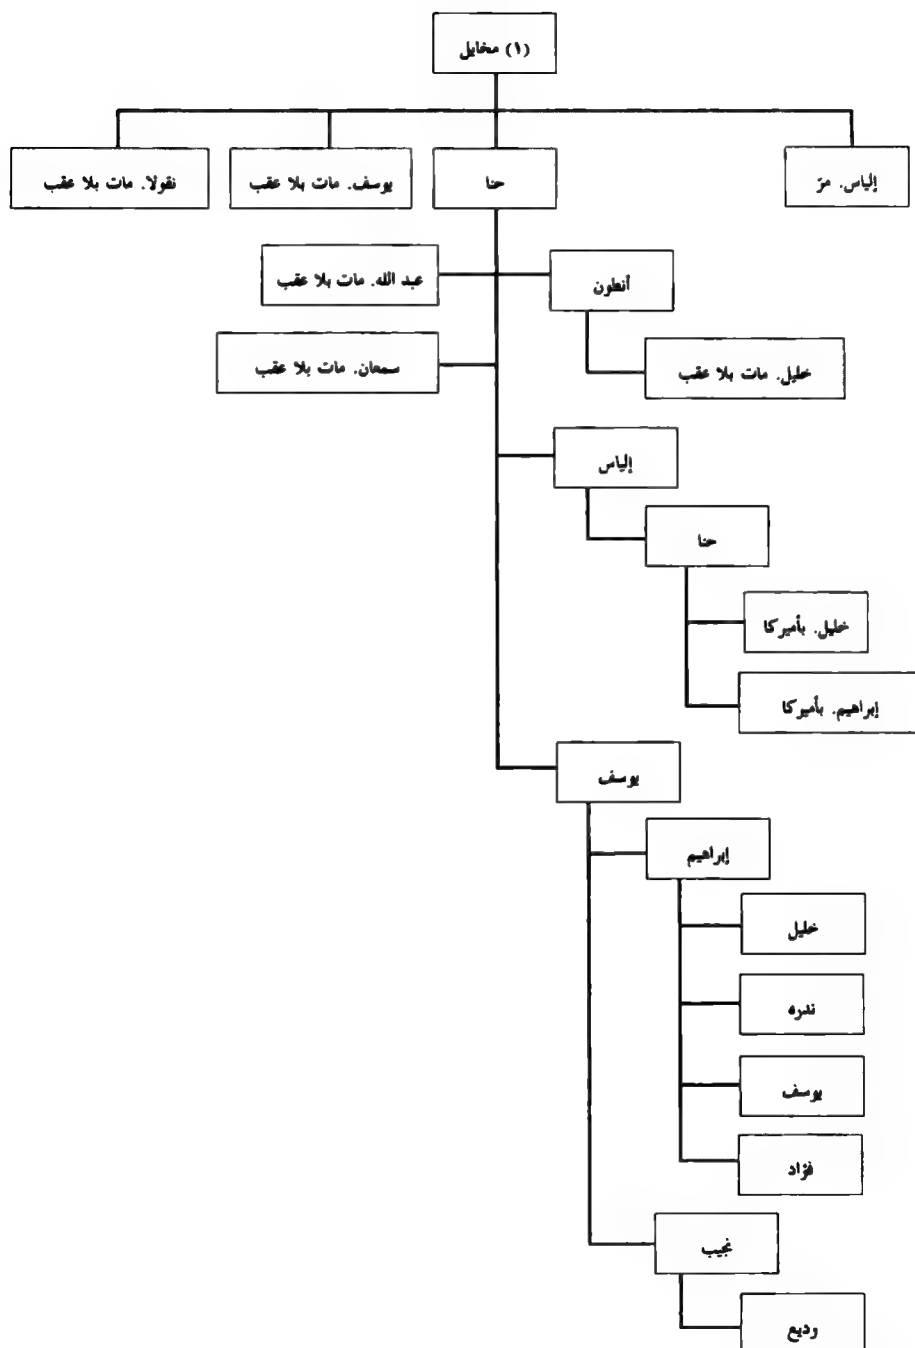 (١) مخايل
إلياس. مرّ
حنا
يوسف. مات بلا عقب
نقولا. مات بلا عقب
أنطون
عبد الله. مات بلا عقب
خليل. مات بلا عقب
سمعان. مات بلا عقب
إلياس
حنا
خليل. بأميركا
إبراهيم. بأميركا
يوسف
إبراهيم
خليل
ندره
يوسف
فؤاد
نجيب
وديع